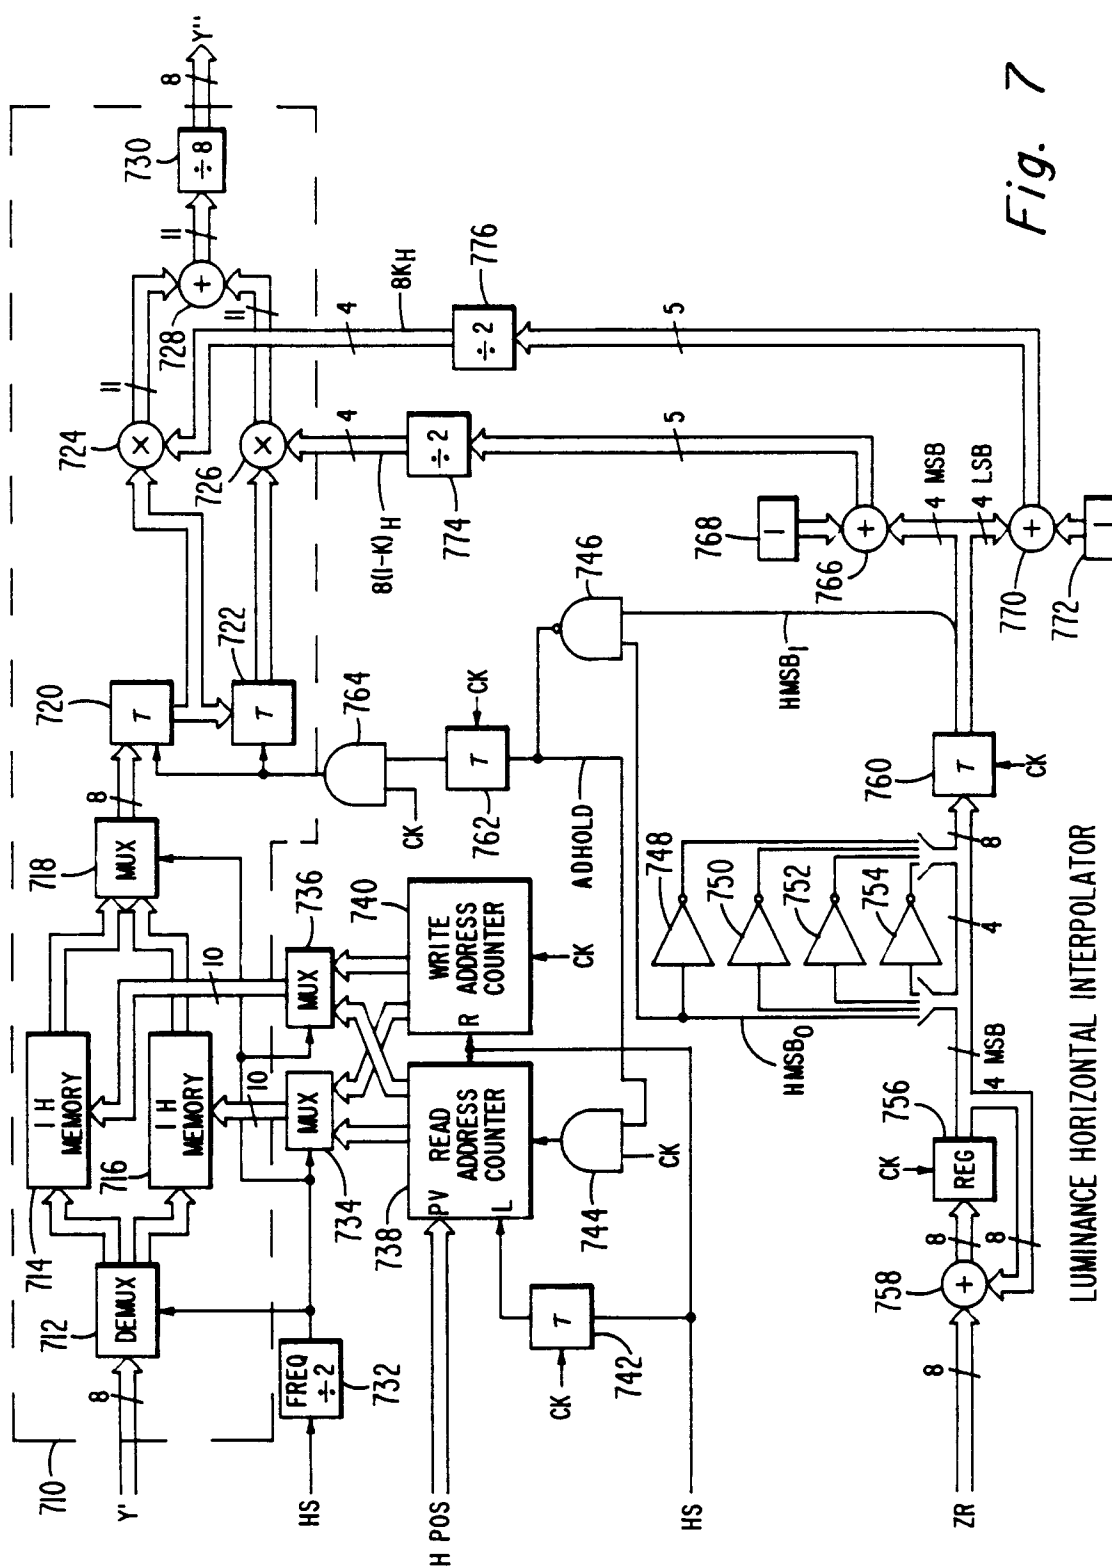 Y'
8
710
712
DEMUX
714
I H
MEMORY
716
I H
MEMORY
10
10
718
MUX
8
720
T
722
T
724
X
726
X
11
11
728
+
11
730
÷ 8
8
Y''
HS
FREQ
÷ 2
732
734
MUX
736
MUX
764
CK
762
T
CK
ADHOLD
8(1-K)H
4
774
÷ 2
5
4
8KH
776
÷ 2
5
H POS
738
PV
READ
ADDRESS
COUNTER
L
740
WRITE
ADDRESS
COUNTER
R
CK
744
CK
CK
T
742
HS
746
HMSB1
HMSB0
748
750
752
754
768
1
766
+
4 MSB
4 LSB
770
+
772
1
ZR
8
758
+
8
8
CK
756
REG
4 MSB
4
8
760
T
CK
LUMINANCE HORIZONTAL INTERPOLATOR
Fig. 7